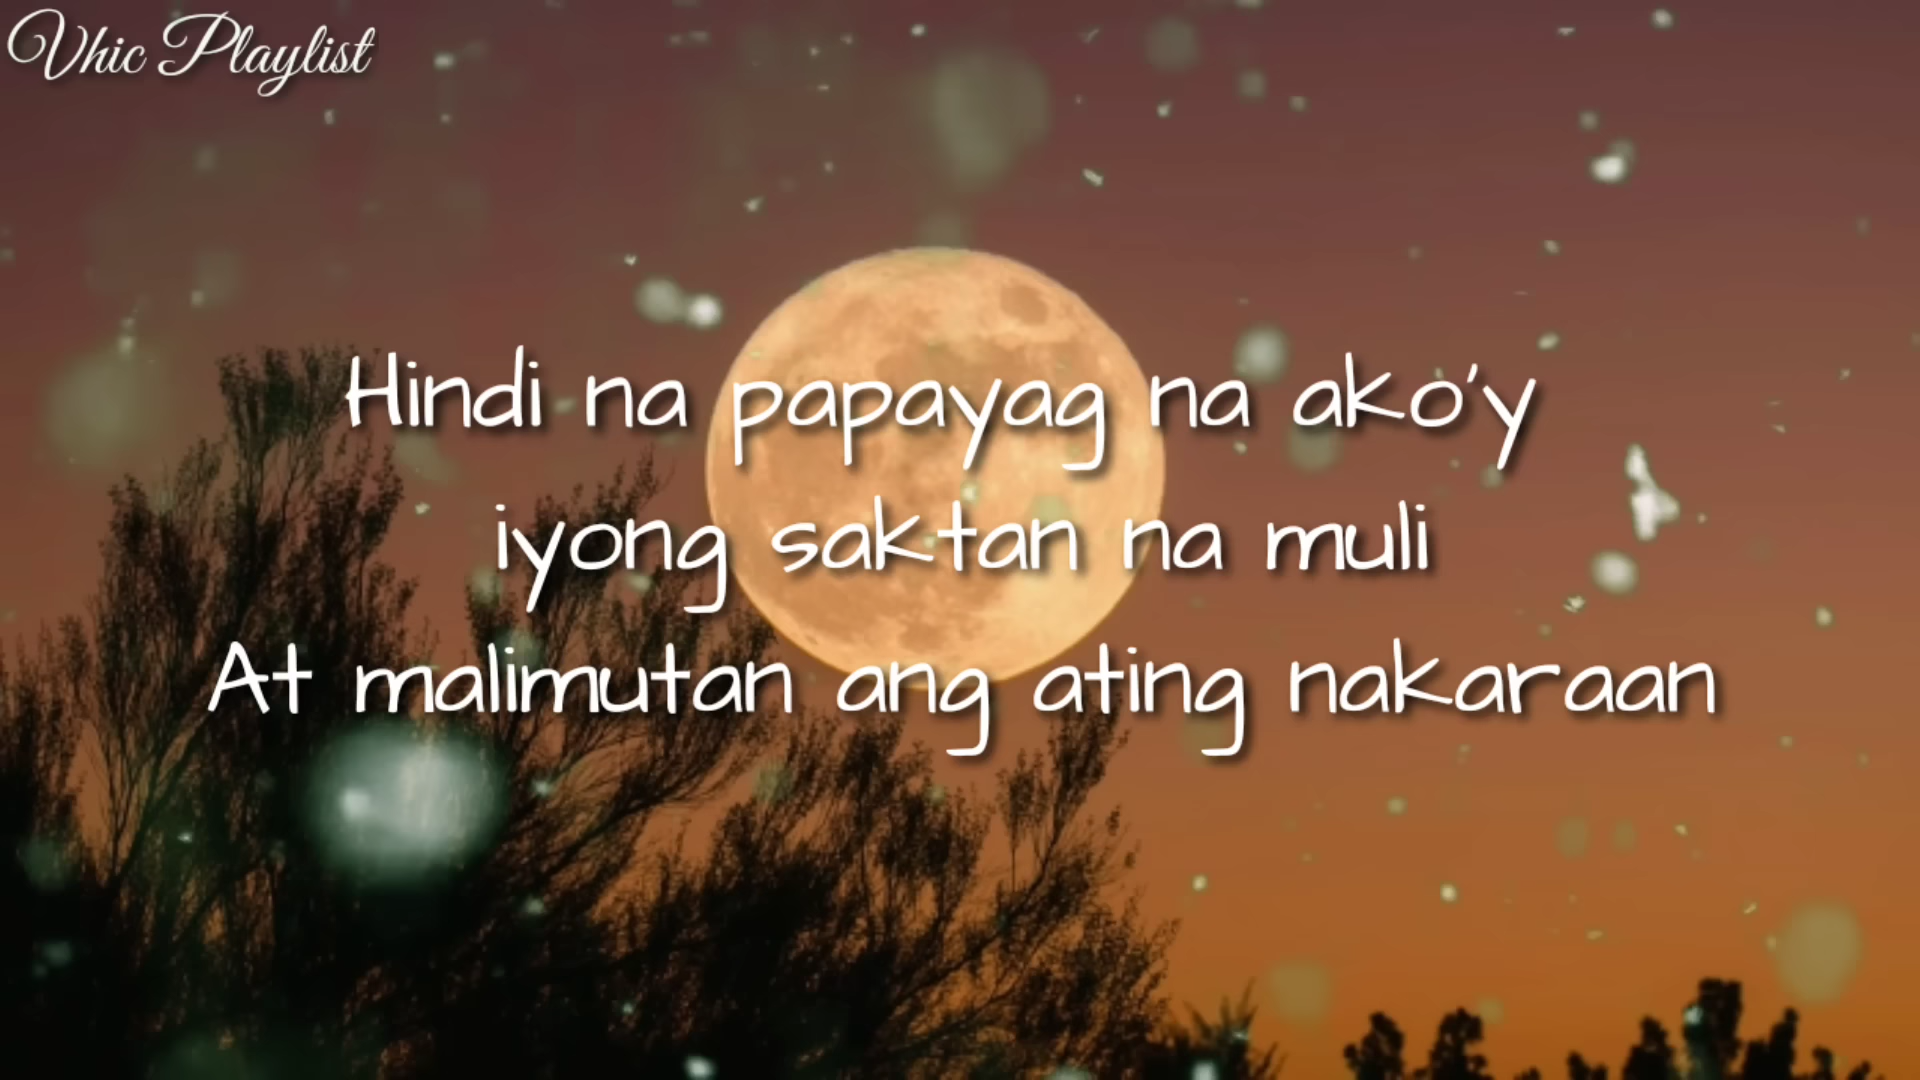 Vhic Playlist
Hindi na papayag na ako'y
iyong saktan na muli
At malimutan ang ating nakaraan